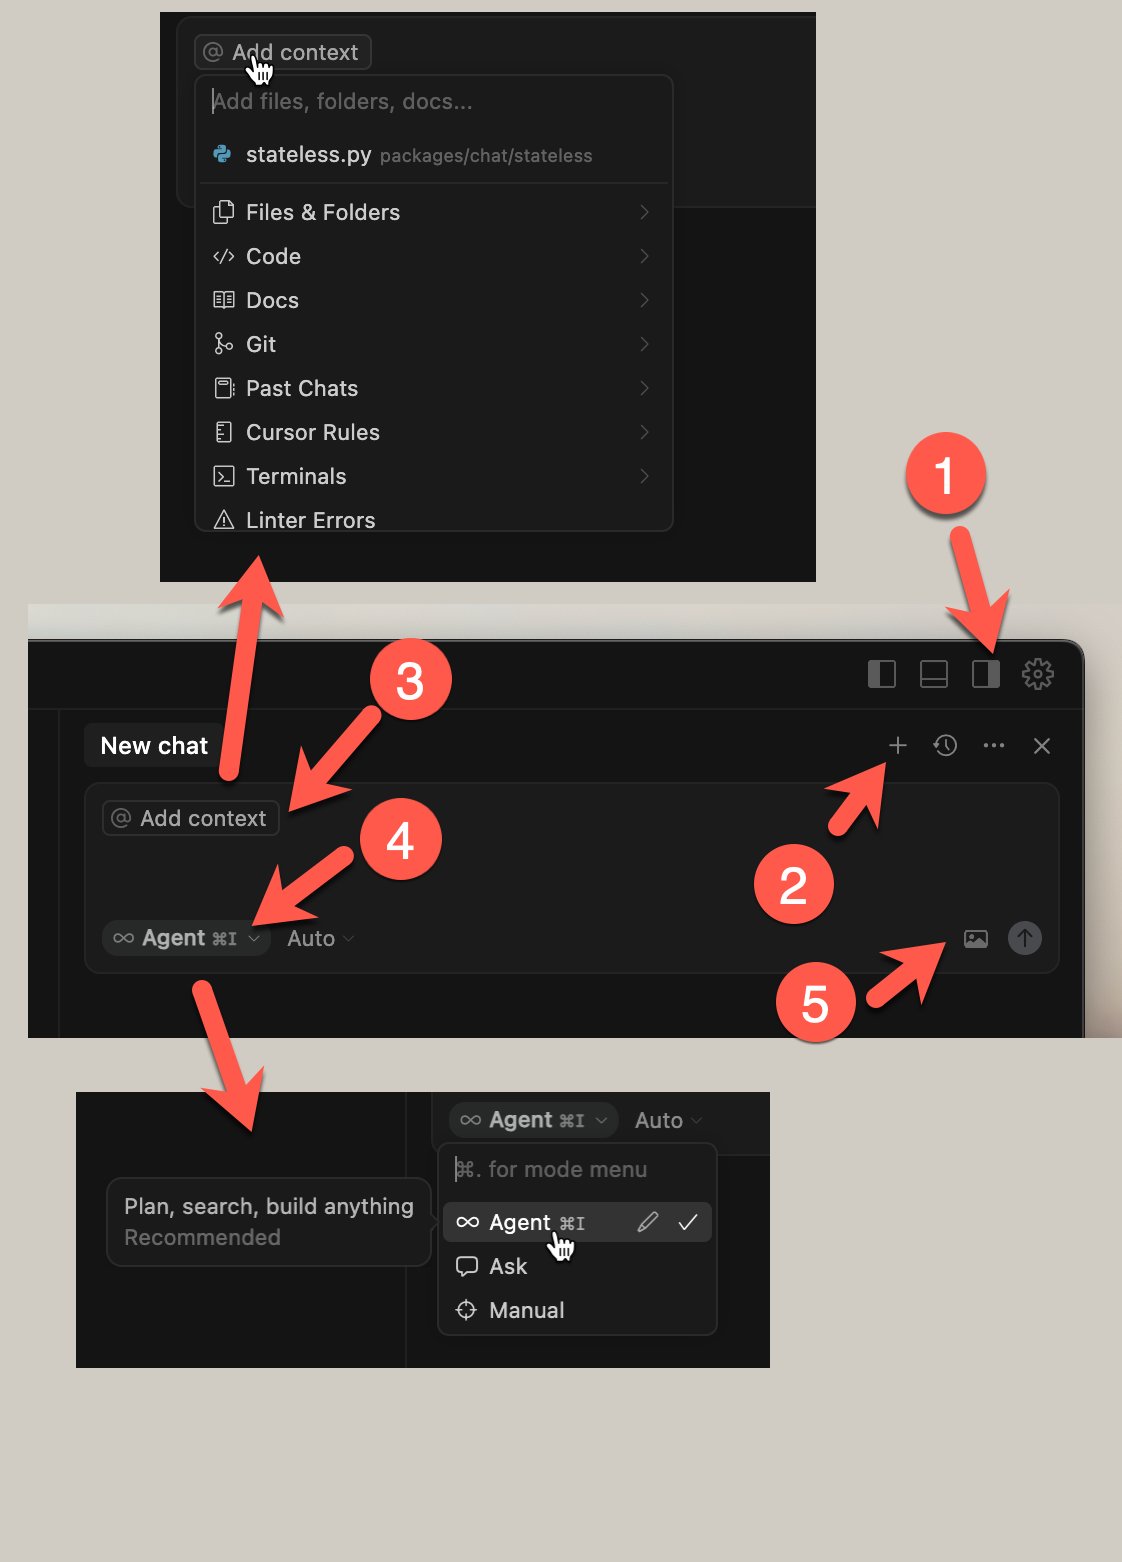 @ Add context
Add files, folders, docs...
stateless.py packages/chat/stateless
Files & Folders
Code
Docs
Git
Past Chats
Cursor Rules
Terminals
Linter Errors
1
3
New chat
@ Add context
4
2
Agent ⌘I Auto
5
Agent ⌘I Auto
⌘. for mode menu
Plan, search, build anything
Recommended
Agent ⌘I
Ask
Manual